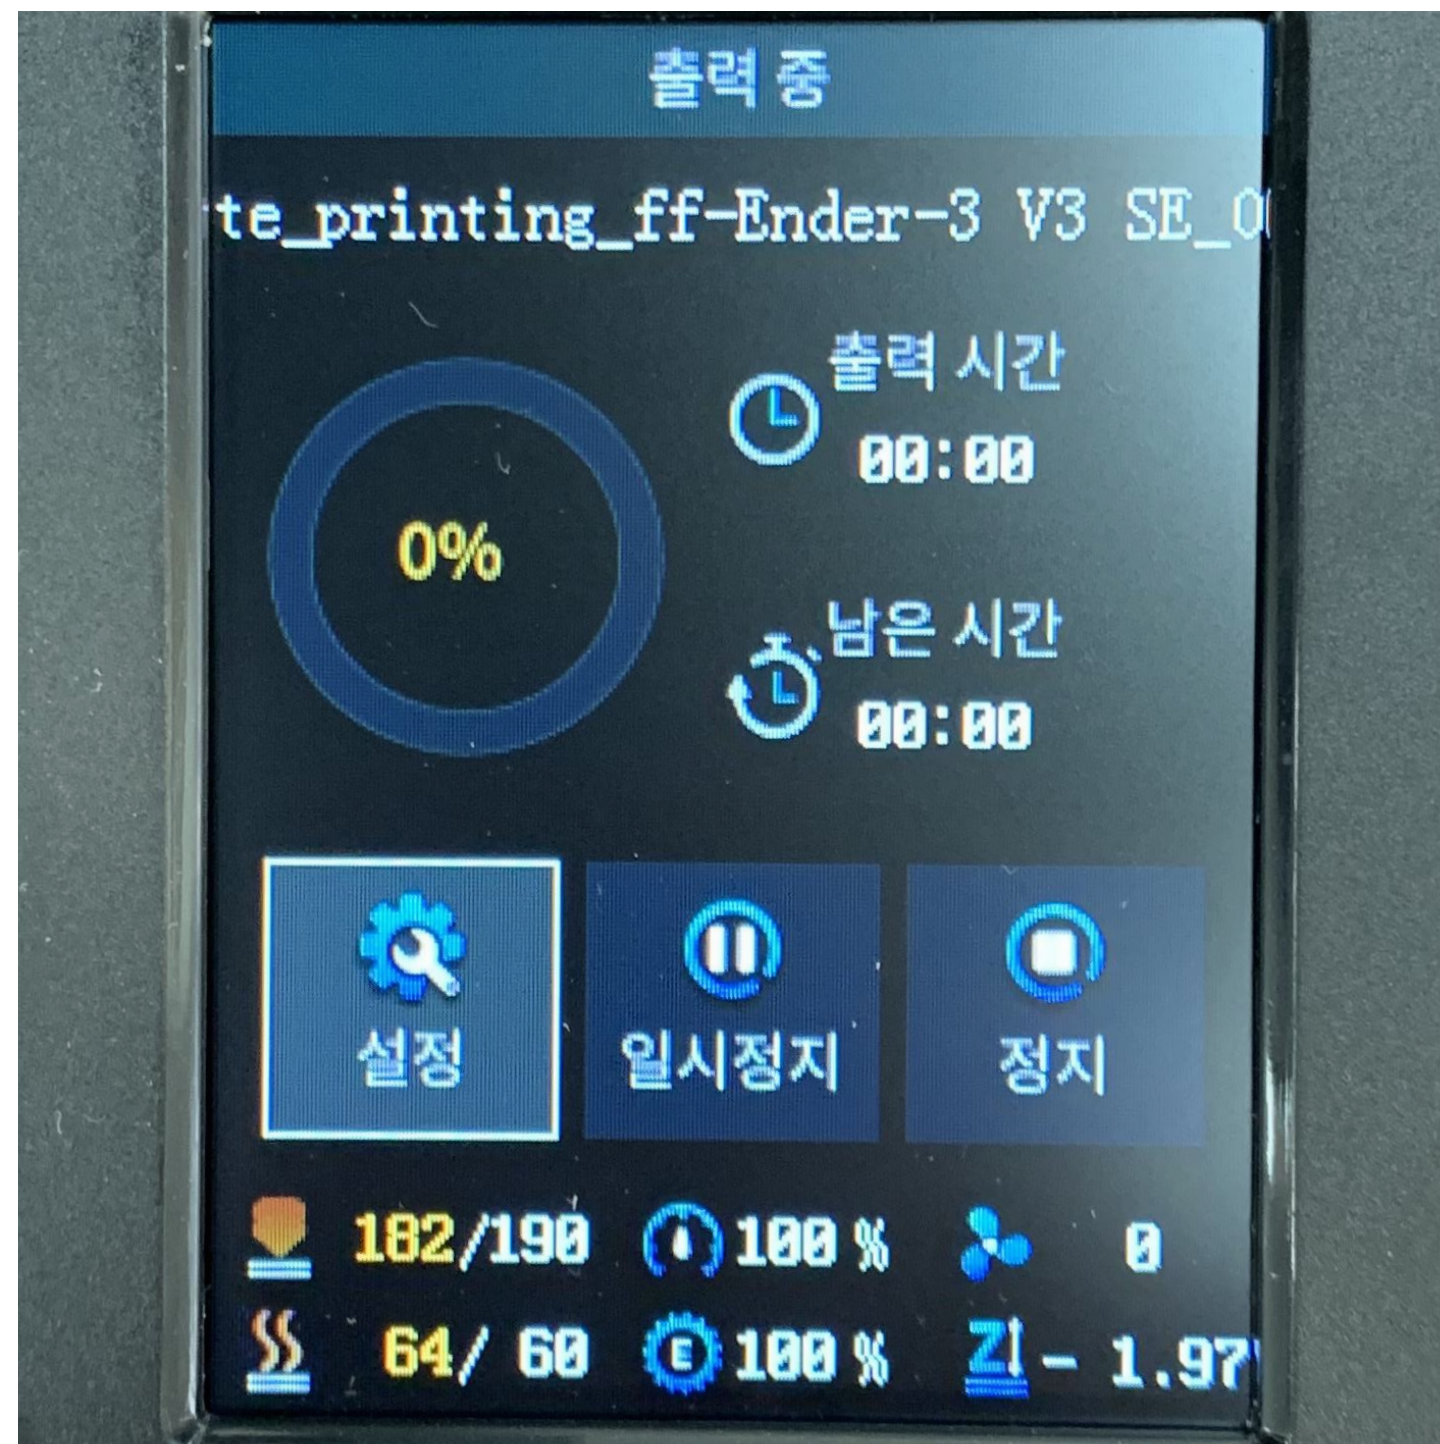 출력 중
te_printing_ff-Ender-3 V3 SE_0
출력 시간
00:00
0%
남은 시간
00:00
설정 일시정지 정지
182/190 100 % 0
64/ 60 E 100 % Z - 1.97